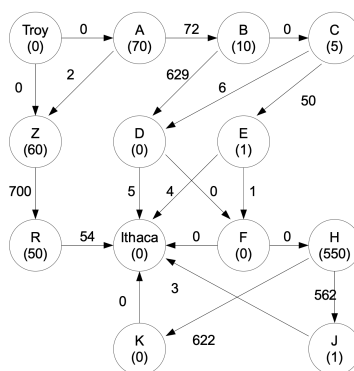 Troy
(0)
0
A
(70)
72
B
(10)
0
C
(5)
0
2
629
6
50
Z
(60)
D
(0)
E
(1)
700
5
4
0
1
R
(50)
54
Ithaca
(0)
0
F
(0)
0
H
(550)
0
3
562
622
K
(0)
J
(1)